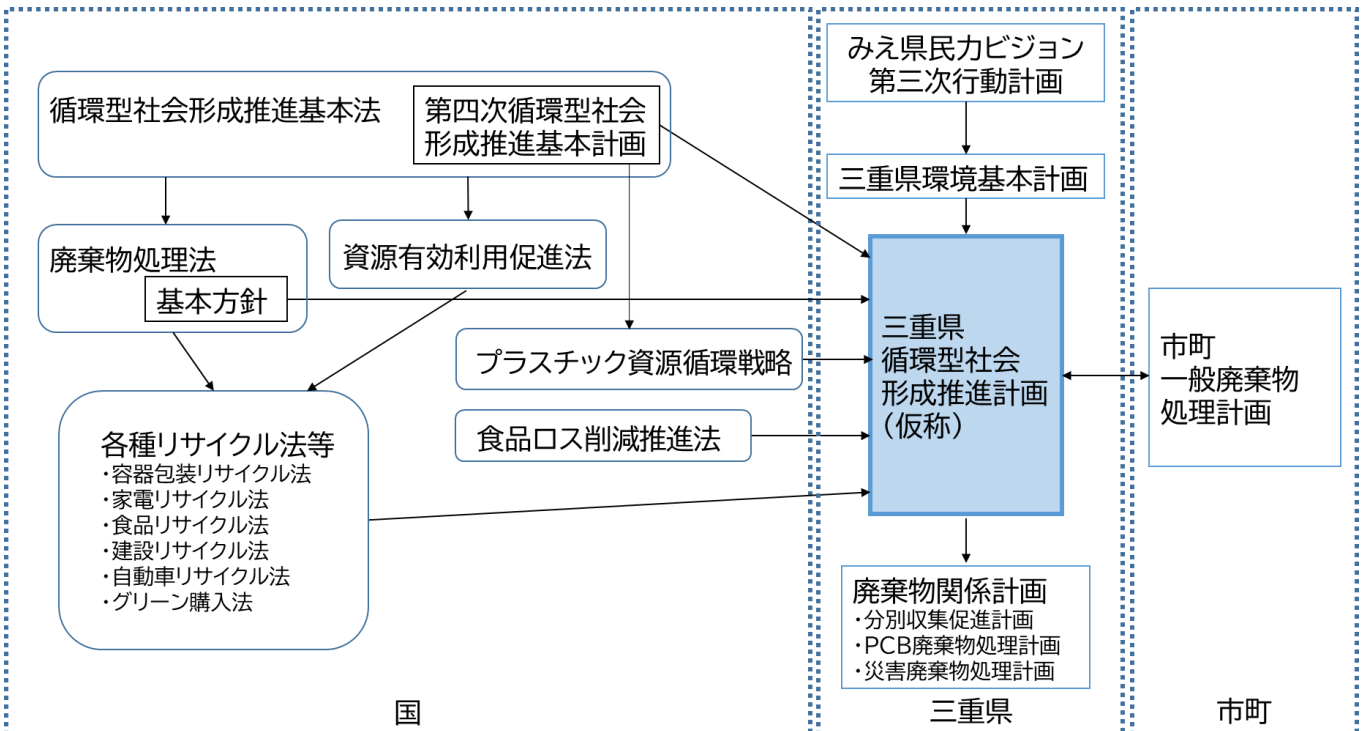 循環型社会形成推進基本法
第四次循環型社会
形成推進基本計画
廃棄物処理法
基本方針
資源有効利用促進法
プラスチック資源循環戦略
食品ロス削減推進法
各種リサイクル法等
・容器包装リサイクル法
・家電リサイクル法
・食品リサイクル法
・建設リサイクル法
・自動車リサイクル法
・グリーン購入法
国
みえ県民力ビジョン
第三次行動計画
三重県環境基本計画
三重県
循環型社会
形成推進計画
（仮称）
廃棄物関係計画
・分別収集促進計画
・PCB廃棄物処理計画
・災害廃棄物処理計画
三重県
市町
一般廃棄物
処理計画
市町